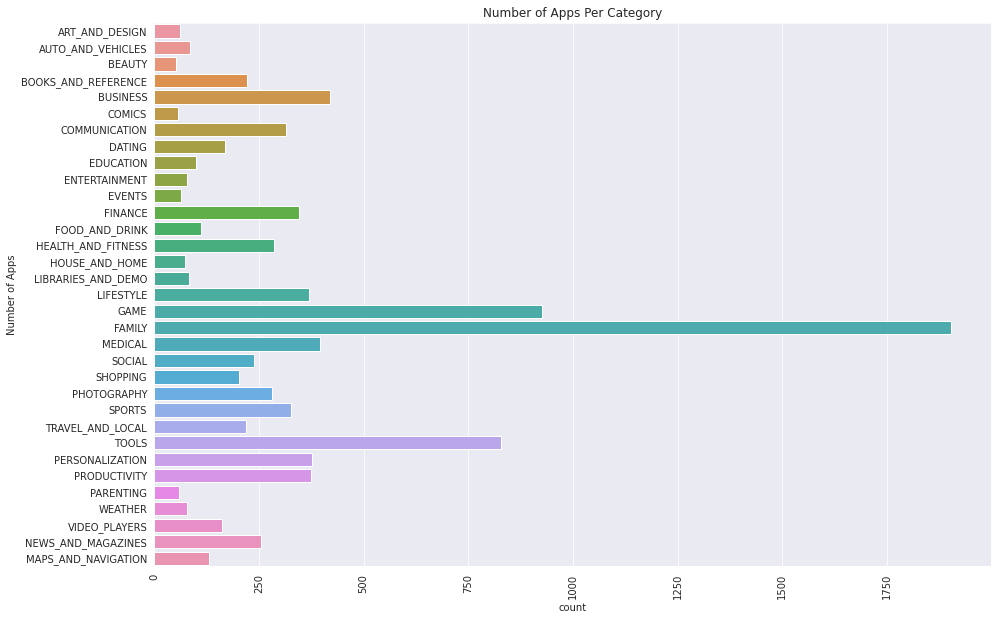 Number of Apps Per Category
Number of Apps
ART_AND_DESIGN
AUTO_AND_VEHICLES
BEAUTY
BOOKS_AND_REFERENCE
BUSINESS
COMICS
COMMUNICATION
DATING
EDUCATION
ENTERTAINMENT
EVENTS
FINANCE
FOOD_AND_DRINK
HEALTH_AND_FITNESS
HOUSE_AND_HOME
LIBRARIES_AND_DEMO
LIFESTYLE
GAME
FAMILY
MEDICAL
SOCIAL
SHOPPING
PHOTOGRAPHY
SPORTS
TRAVEL_AND_LOCAL
TOOLS
PERSONALIZATION
PRODUCTIVITY
PARENTING
WEATHER
VIDEO_PLAYERS
NEWS_AND_MAGAZINES
MAPS_AND_NAVIGATION
0 250 500 750 1000 1250 1500 1750
count